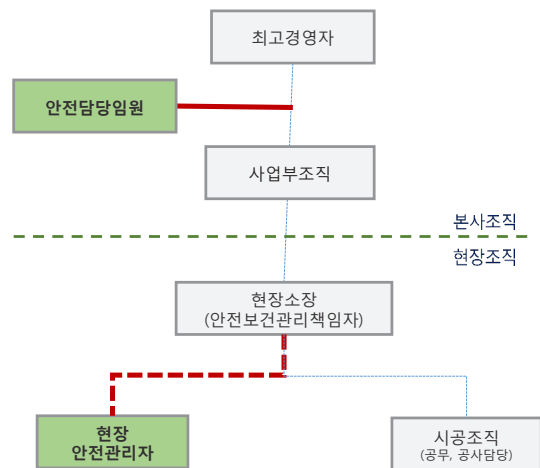 최고경영자
안전담당임원
사업부조직
본사조직
현장조직
현장소장
(안전보건관리책임자)
현장
안전관리자
시공조직
(공무, 공사담당)